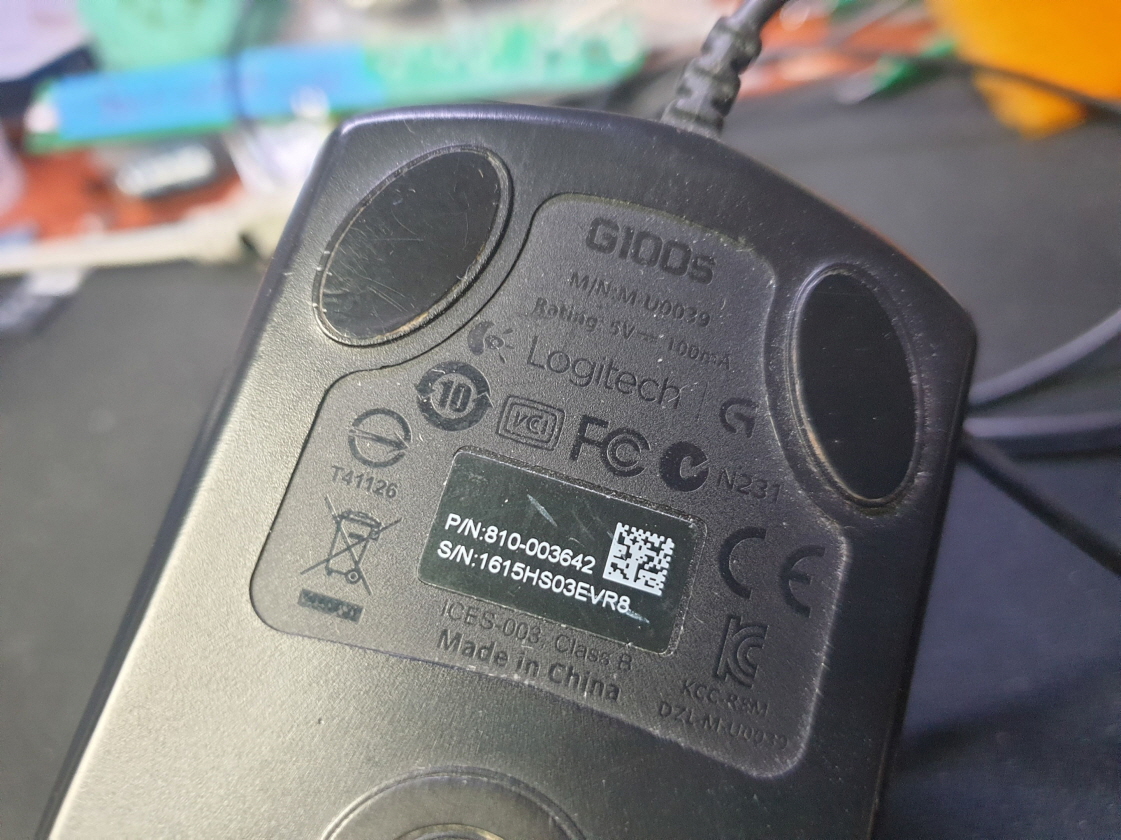 G100s
M/N:M-U0039
Rating: 5V⎓ 100mA
Logitech | G
10
VCI
FC
N231
T41126
P/N:810-003642
S/N:1615HS03EVR8
CE
ICES-003 Class B
Made in China
KCC-REM
DZL-M-U0039